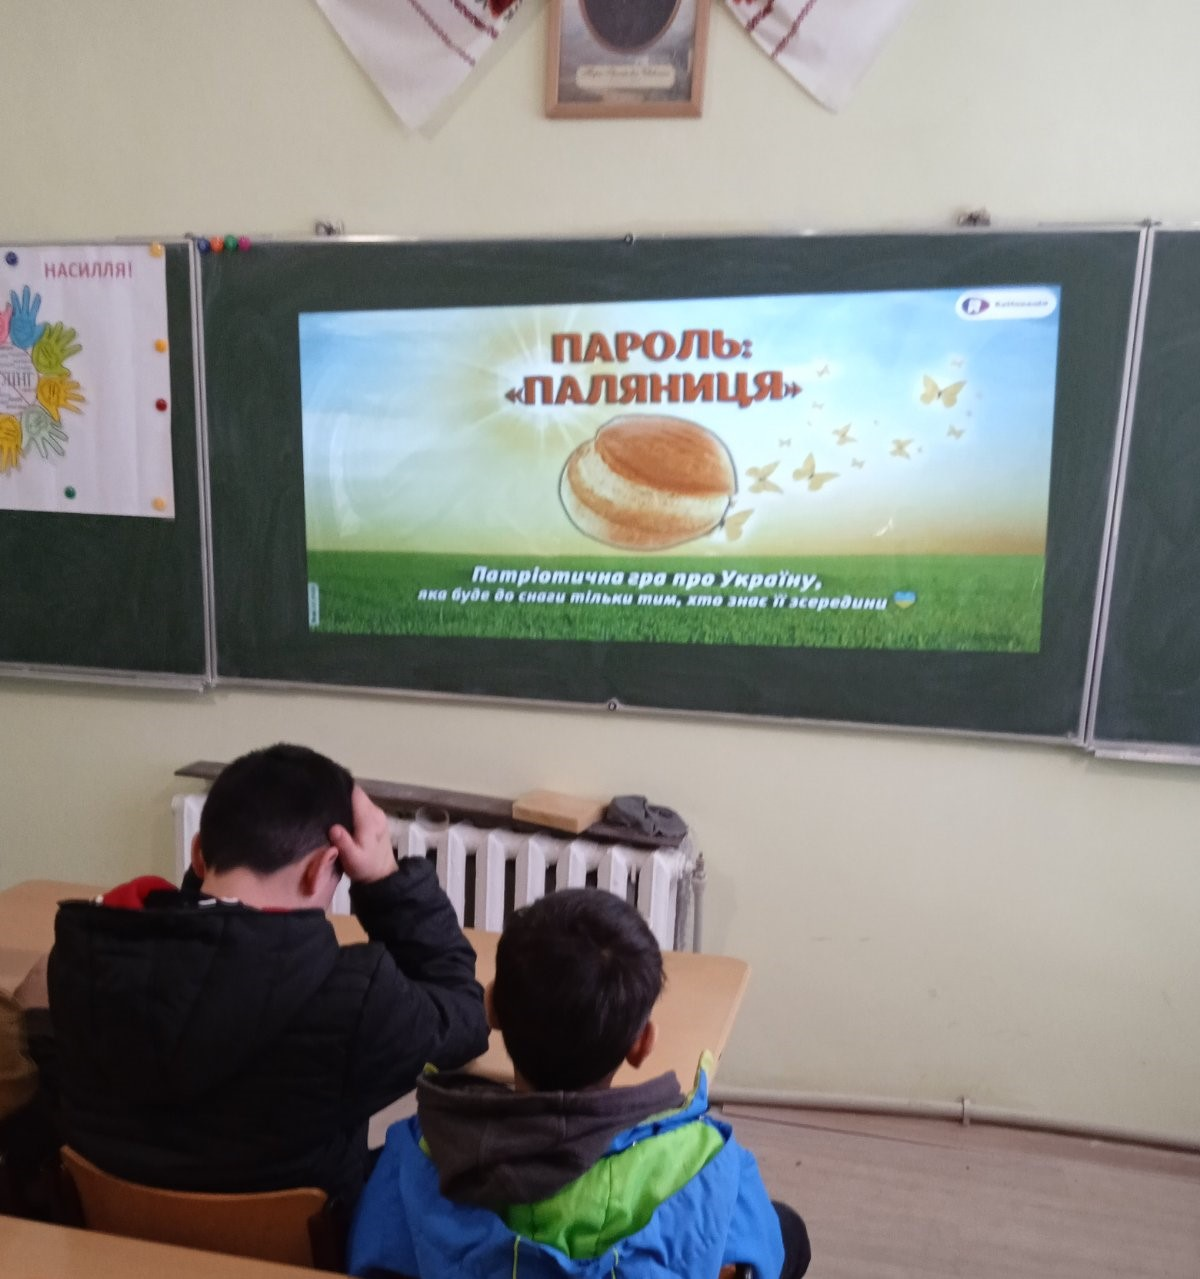 НАСИЛЛЯ!
ПАРОЛЬ:
«ПАЛЯНИЦЯ»
Патріотична гра про Україну,
яка буде до снаги тільки тим, хто знає її зсередини